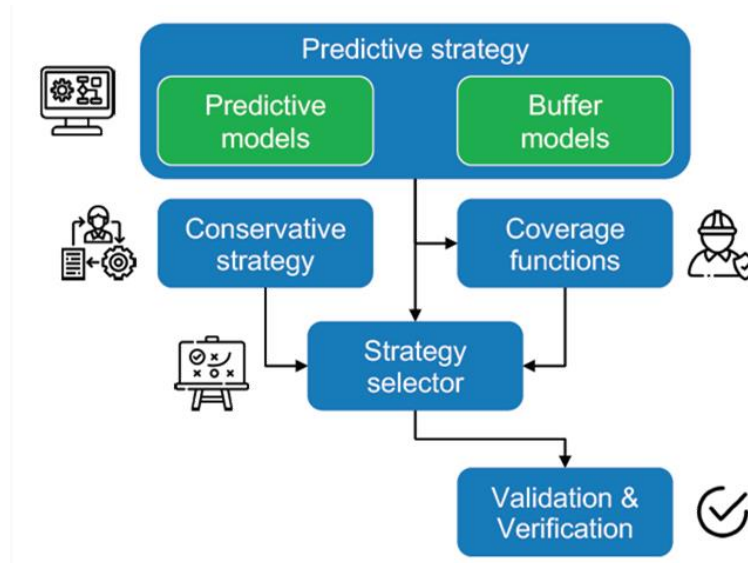 Predictive strategy
Predictive
models
Buffer
models
Conservative
strategy
Coverage
functions
Strategy
selector
Validation &
Verification